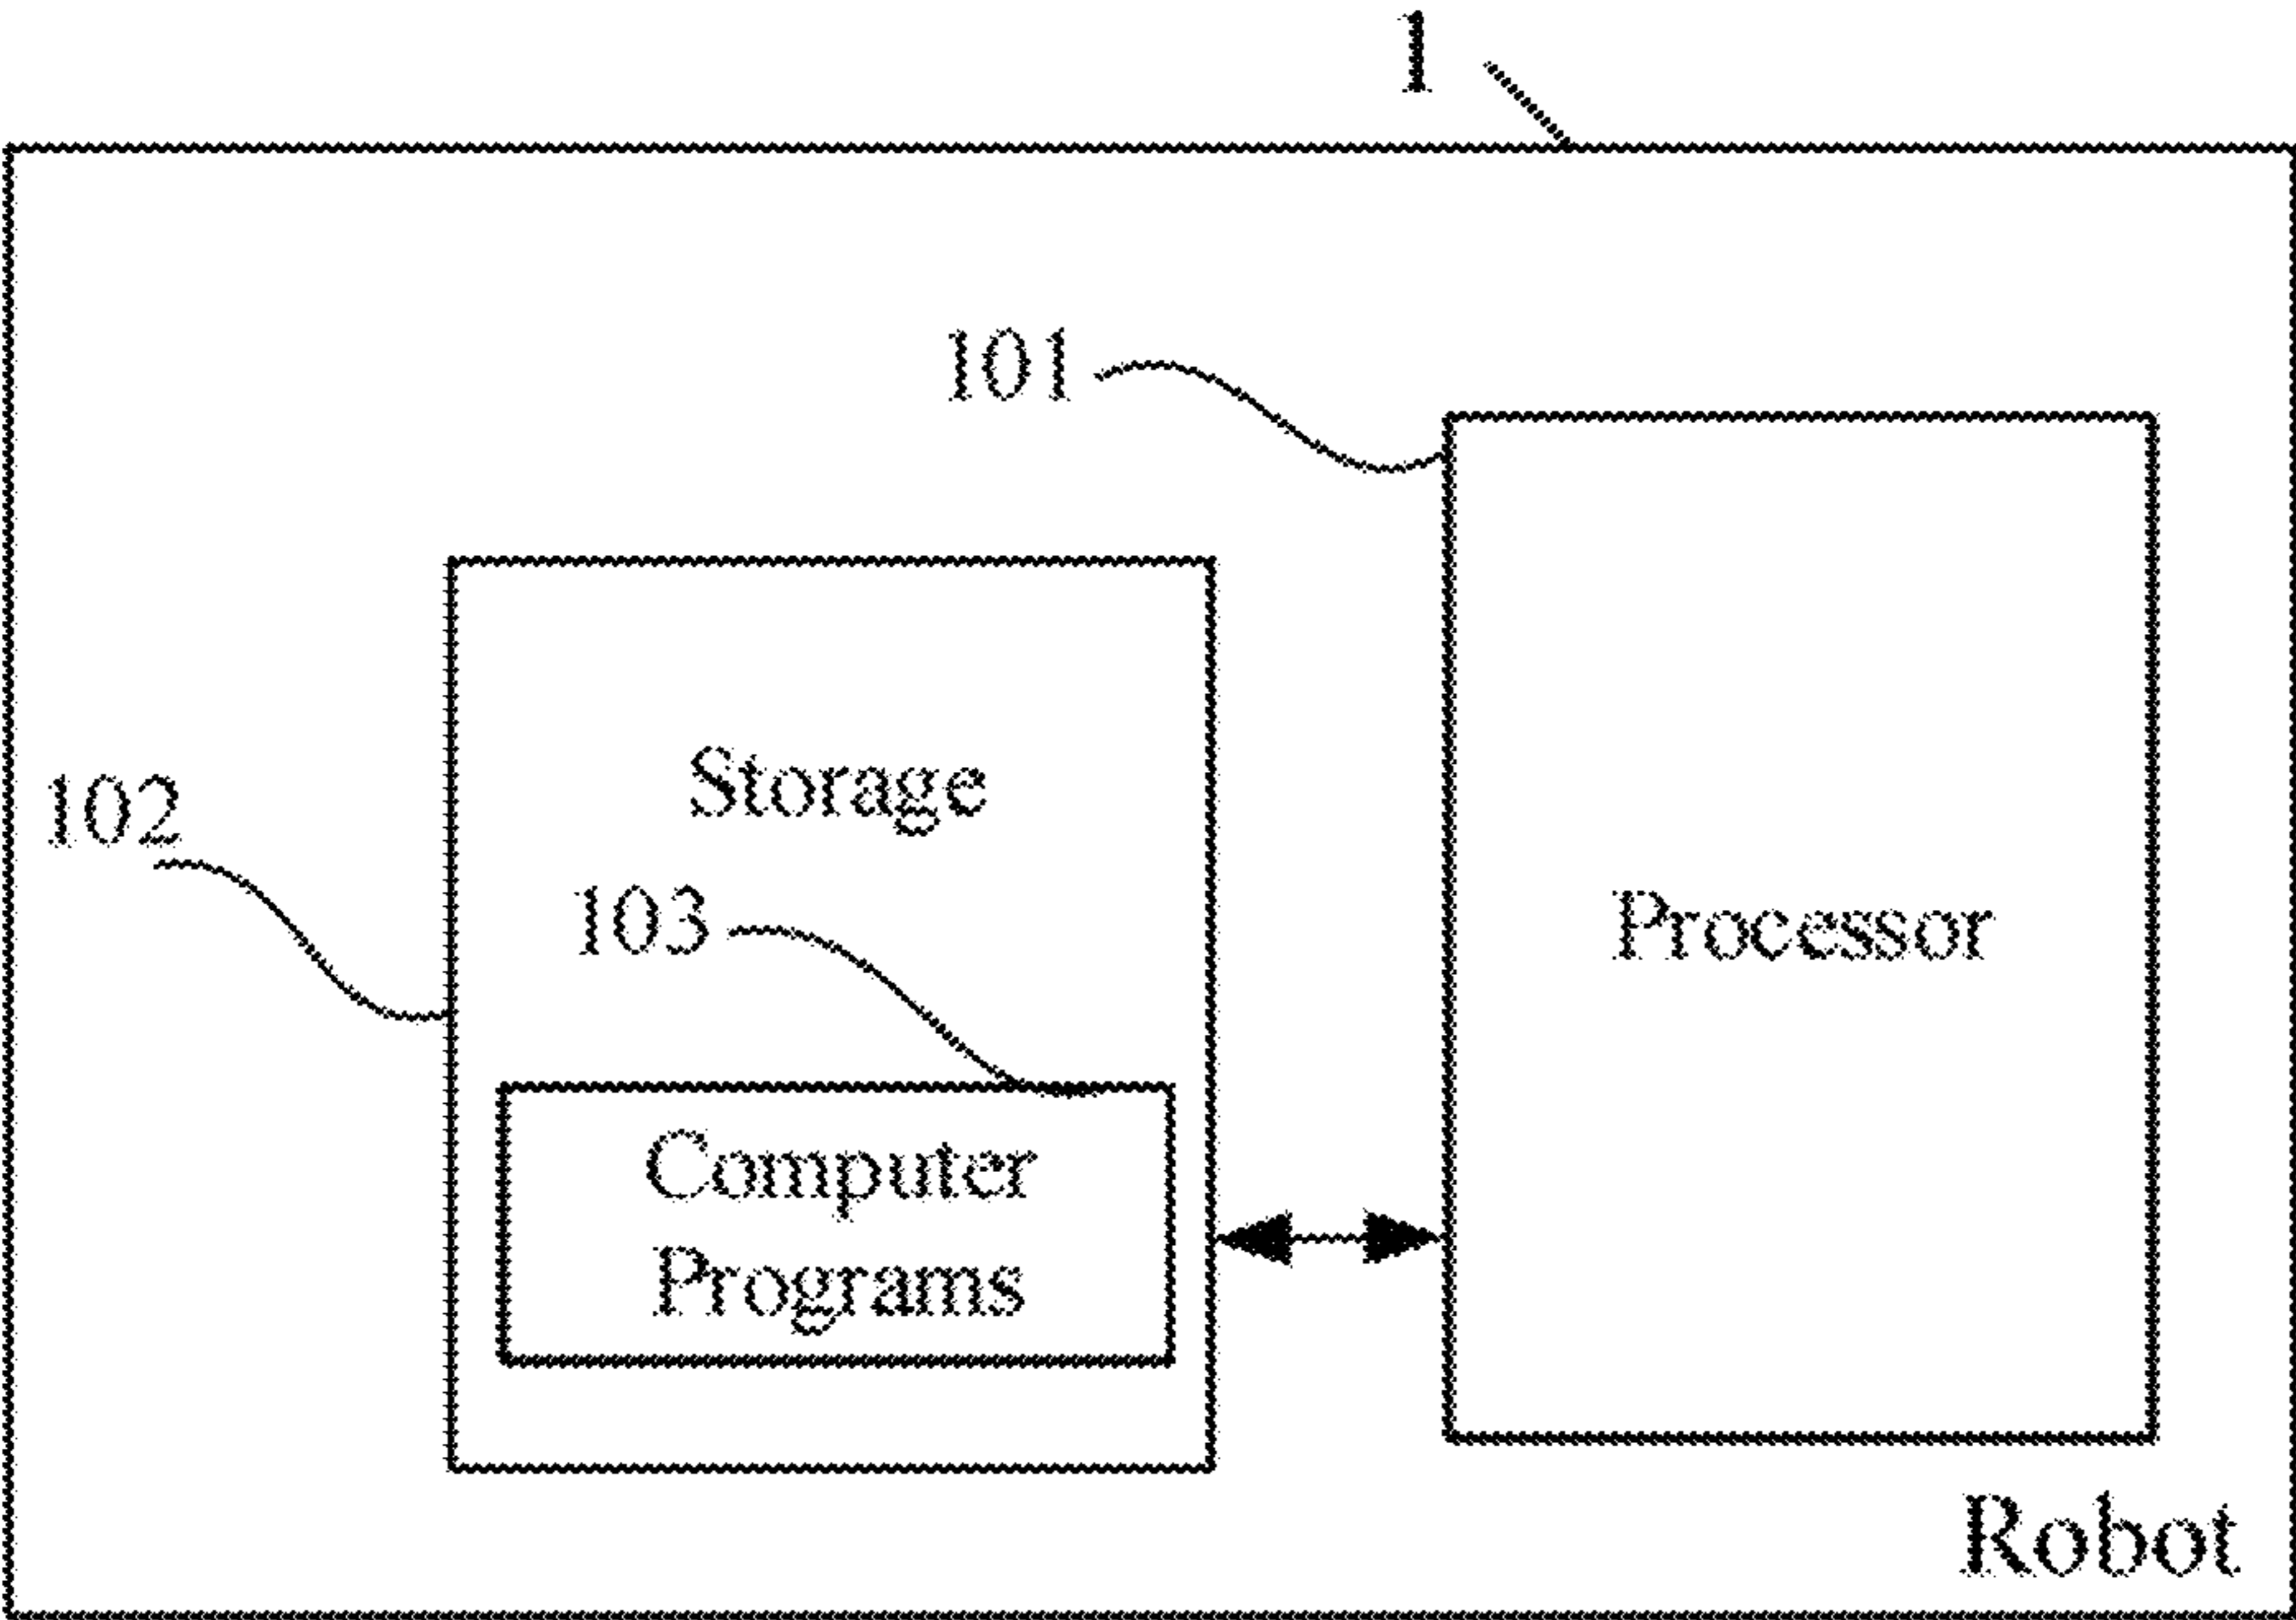 1
101
Storage
102
103
Processor
Computer
Programs
Robot